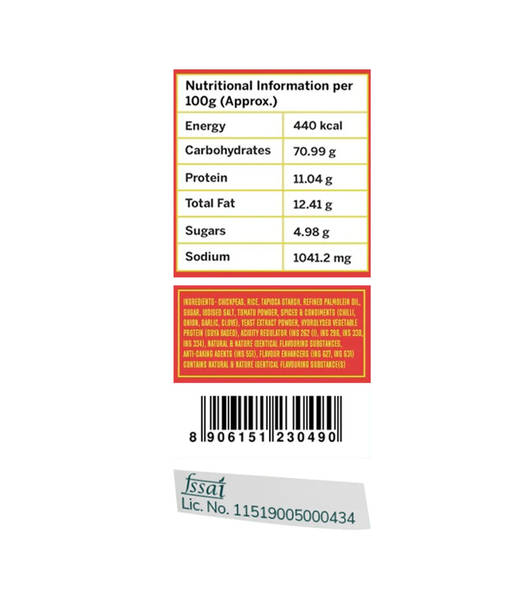 Nutritional Information per
100g (Approx.)
Energy 440 kcal
Carbohydrates 70.99 g
Protein 11.04 g
Total Fat 12.41 g
Sugars 4.98 g
Sodium 1041.2 mg
INGREDIENTS- CHICKPEAS, RICE, TAPIOCA STARCH, REFINED PALMOLEIN OIL,
SUGAR, IODISED SALT, TOMATO POWDER, SPICES & CONDIMENTS (CHILLI,
ONION, GARLIC, CLOVE), YEAST EXTRACT POWDER, HYDROLYSED VEGETABLE
PROTEIN (SOYA BASED), ACIDITY REGULATOR (INS 262 (I), INS 296, INS 330,
INS 334), NATURAL & NATURE IDENTICAL FLAVOURING SUBSTANCES,
ANTI-CAKING AGENTS (INS 551), FLAVOUR ENHANCERS (INS 627, INS 631)
CONTAINS NATURAL & NATURE IDENTICAL FLAVOURING SUBSTANCE(S)
8 906151 230490
fssai
Lic. No. 11519005000434